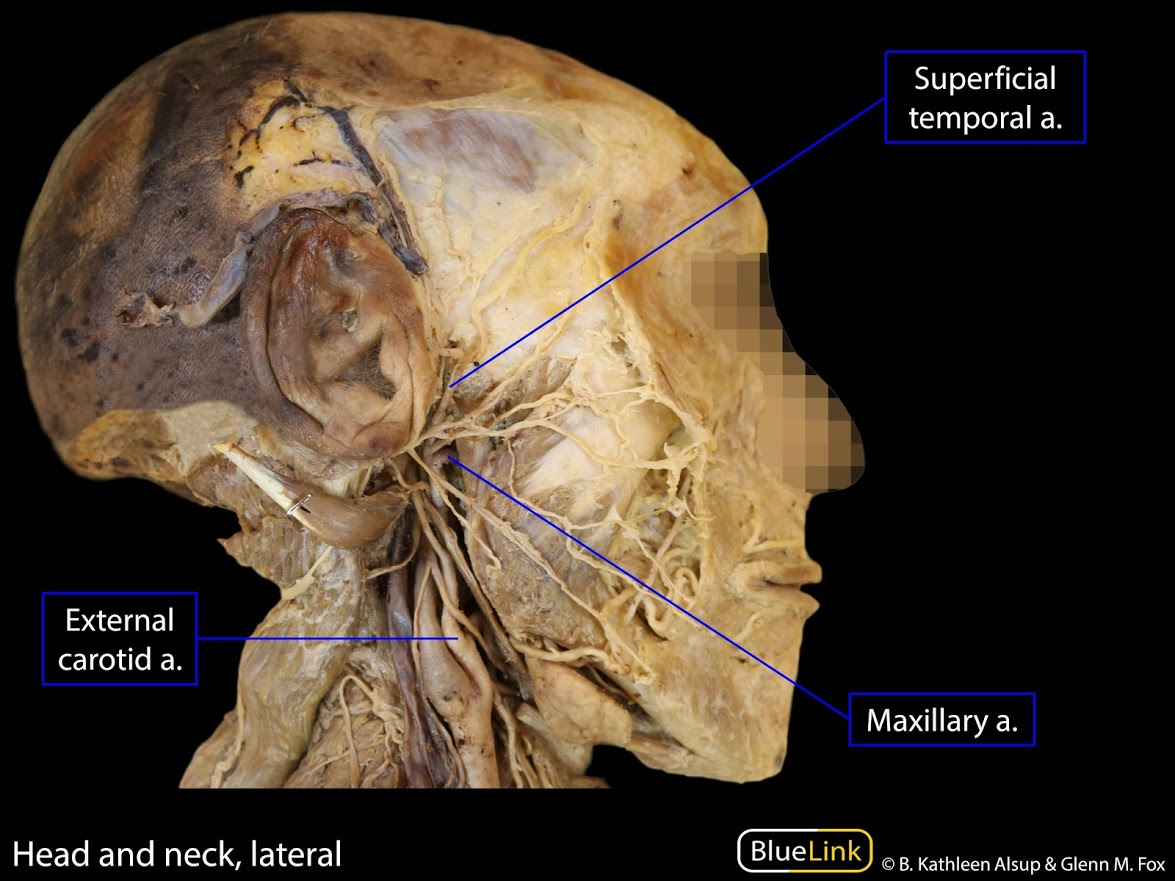 Superficial
temporal a.
External
carotid a.
Maxillary a.
Head and neck, lateral
BlueLink
© B. Kathleen Alsup & Glenn M. Fox